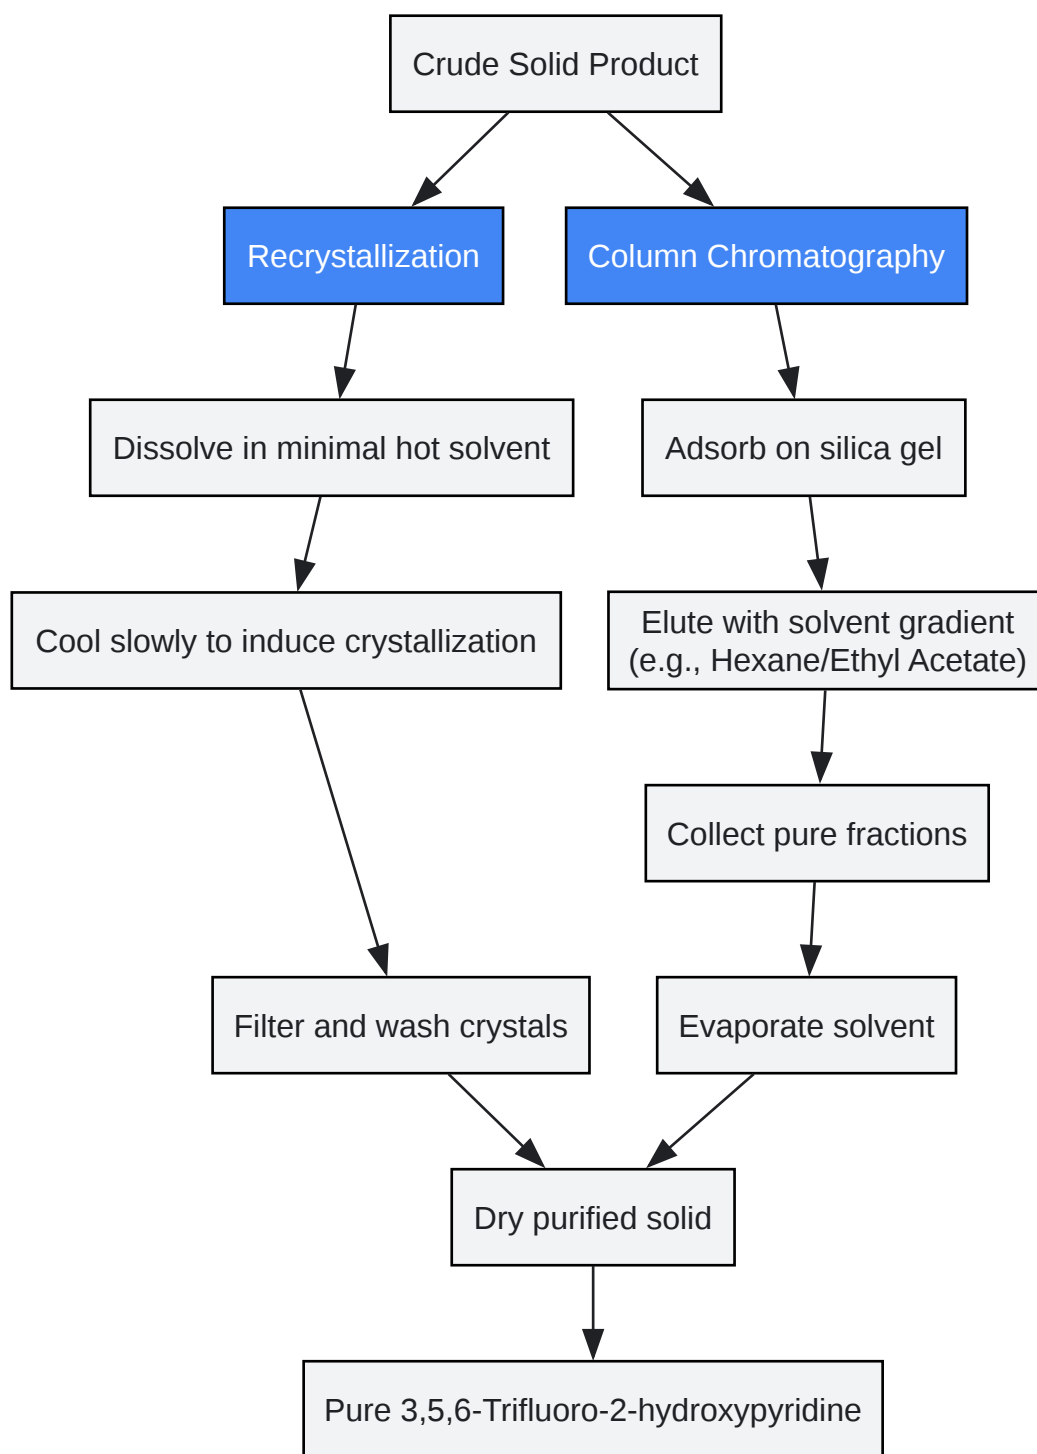 Crude Solid Product
Recrystallization
Column Chromatography
Dissolve in minimal hot solvent
Adsorb on silica gel
Cool slowly to induce crystallization
Elute with solvent gradient
(e.g., Hexane/Ethyl Acetate)
Collect pure fractions
Filter and wash crystals
Evaporate solvent
Dry purified solid
Pure 3,5,6-Trifluoro-2-hydroxypyridine